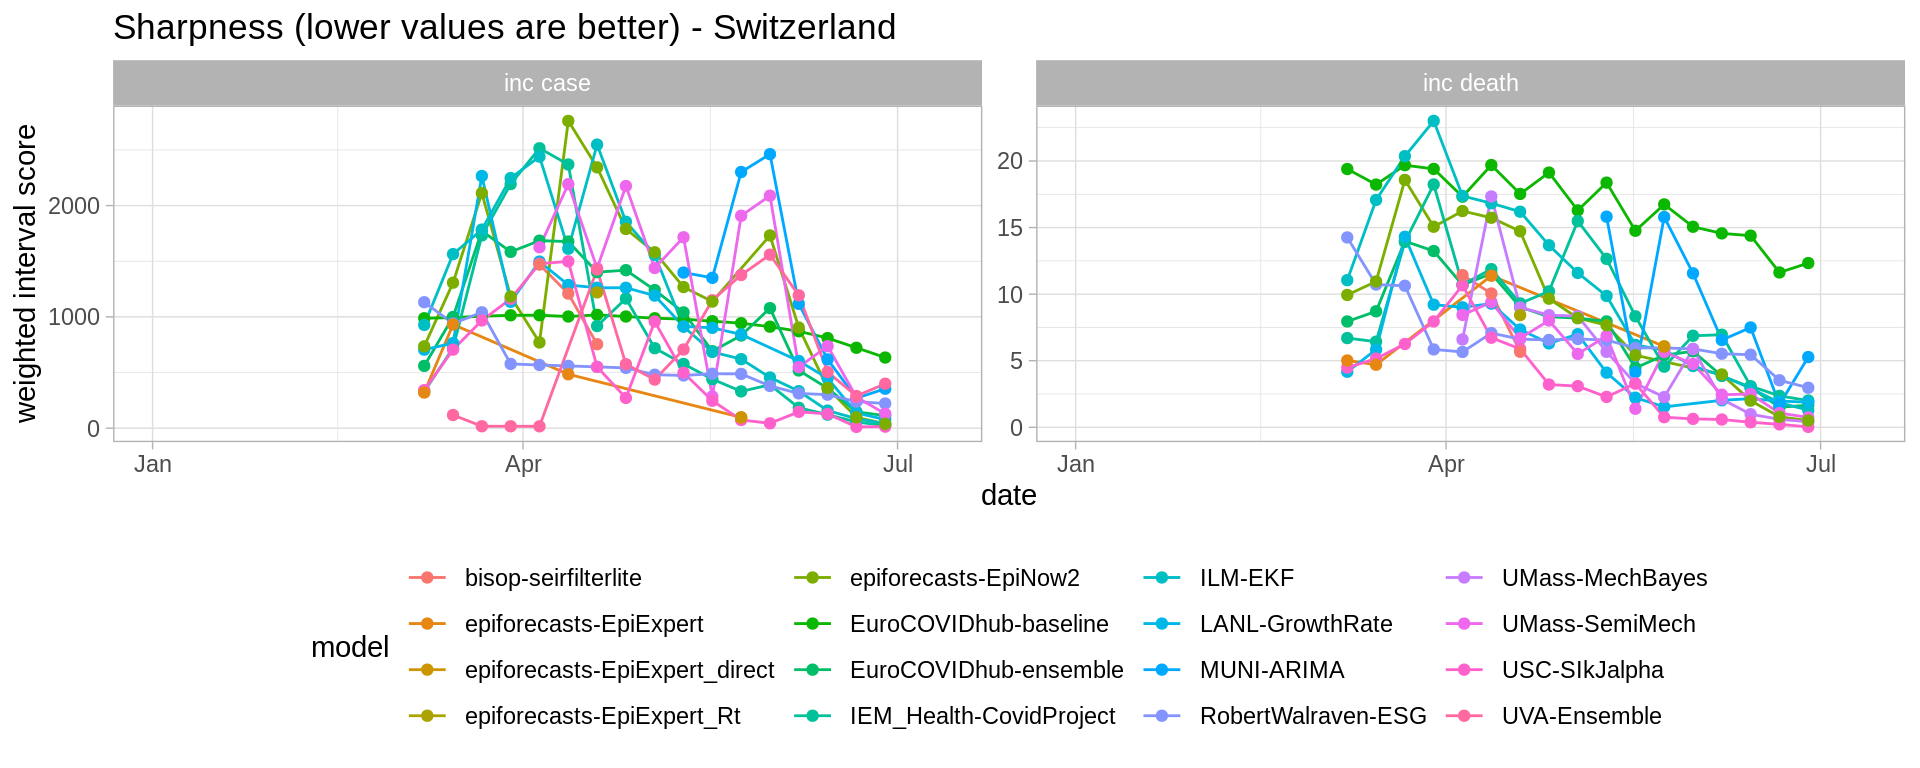 Sharpness (lower values are better) - Switzerland
inc case
inc death
weighted interval score
2000
1000
0
20
15
10
5
0
Jan
Apr
Jul
Jan
Apr
Jul
date
model
bisop-seirfilterlite
epiforecasts-EpiExpert
epiforecasts-EpiExpert_direct
epiforecasts-EpiExpert_Rt
epiforecasts-EpiNow2
EuroCOVIDhub-baseline
EuroCOVIDhub-ensemble
IEM_Health-CovidProject
ILM-EKF
LANL-GrowthRate
MUNI-ARIMA
RobertWalraven-ESG
UMass-MechBayes
UMass-SemiMech
USC-SIkJalpha
UVA-Ensemble